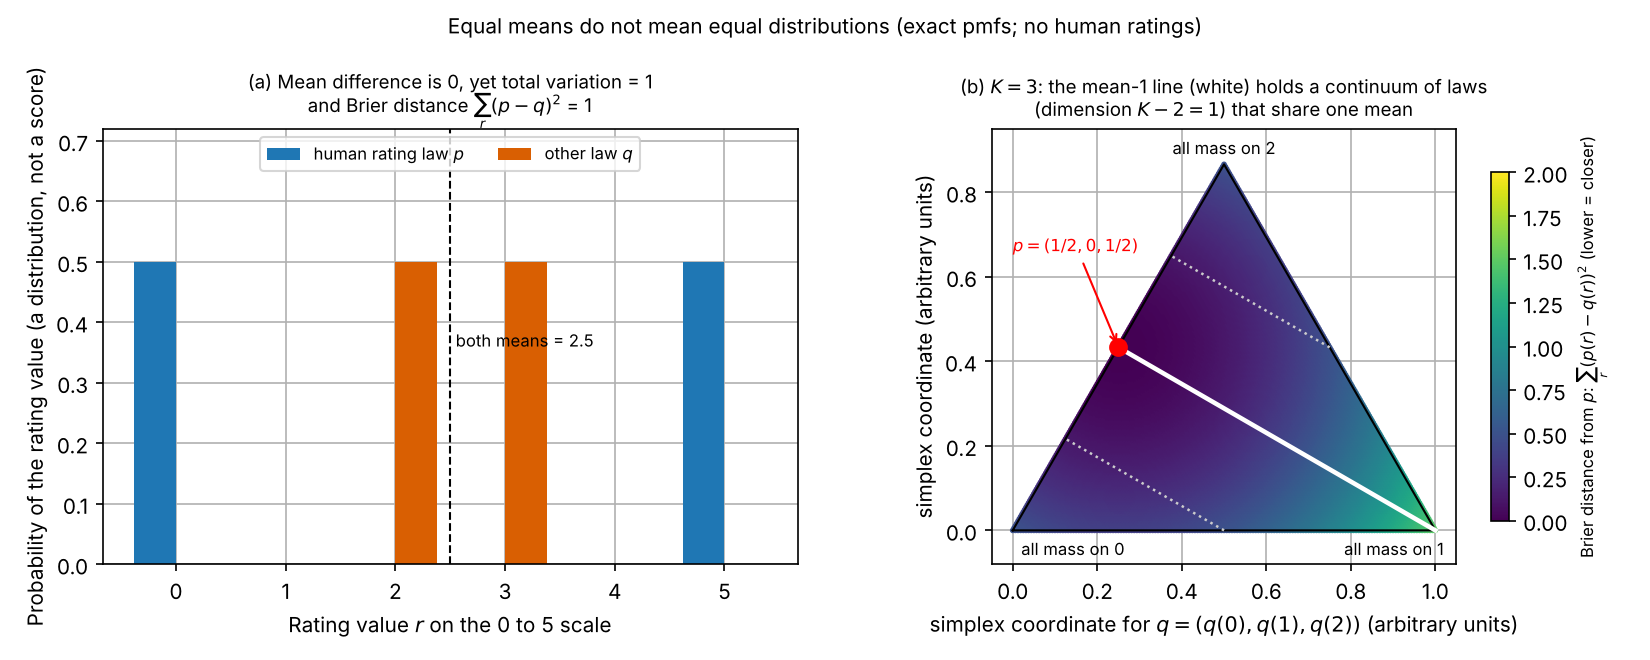 Equal means do not mean equal distributions (exact pmfs; no human ratings)
(a) Mean difference is 0, yet total variation = 1
and Brier distance ∑_r (p − q)² = 1
Probability of the rating value (a distribution, not a score)
0.7
0.6
0.5
0.4
0.3
0.2
0.1
0.0
human rating law p
other law q
both means = 2.5
0 1 2 3 4 5
Rating value r on the 0 to 5 scale
(b) K = 3: the mean-1 line (white) holds a continuum of laws
(dimension K − 2 = 1) that share one mean
simplex coordinate (arbitrary units)
0.8
0.6
0.4
0.2
0.0
all mass on 2
p = (1/2, 0, 1/2)
all mass on 0
all mass on 1
0.0 0.2 0.4 0.6 0.8 1.0
simplex coordinate for q = (q(0), q(1), q(2)) (arbitrary units)
2.00
1.75
1.50
1.25
1.00
0.75
0.50
0.25
0.00
Brier distance from p: ∑_r (p(r) − q(r))² (lower = closer)